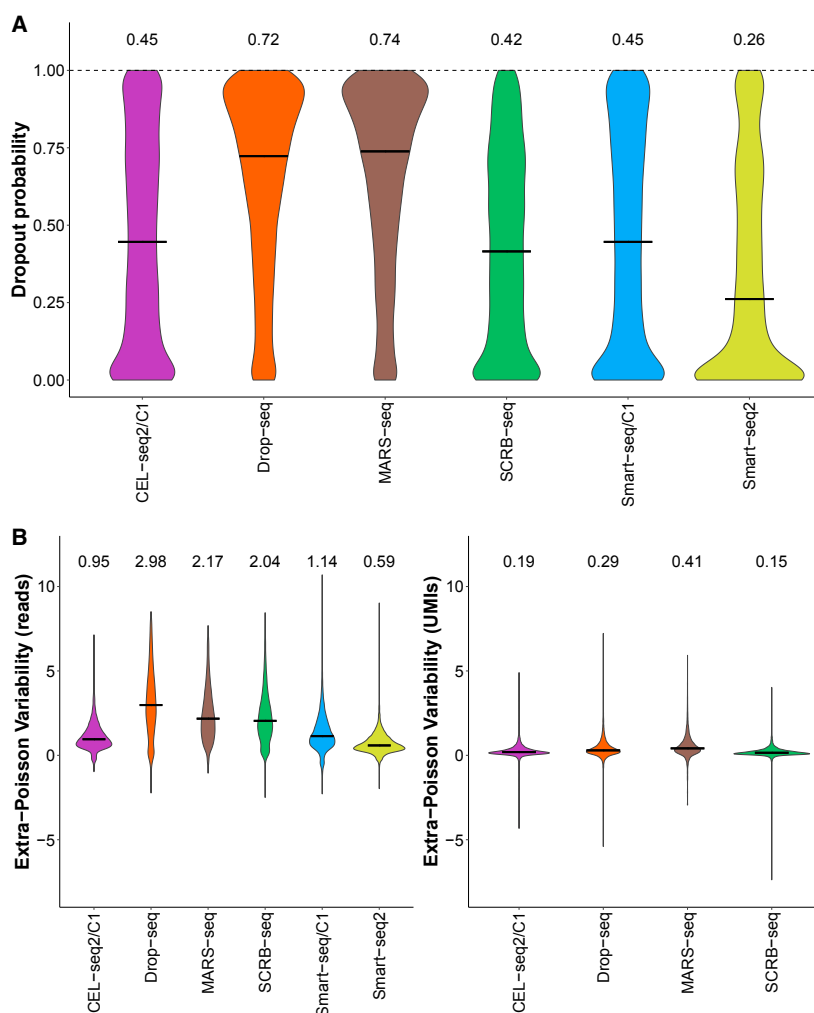 A
0.45 0.72 0.74 0.42 0.45 0.26
Dropout probability
1.00
0.75
0.50
0.25
0.00
CEL−seq2/C1
Drop−seq
MARS−seq
SCRB−seq
Smart−seq/C1
Smart−seq2
B
Extra−Poisson Variability (reads)
0.95 2.98 2.17 2.04 1.14 0.59
10
5
0
−5
CEL−seq2/C1
Drop−seq
MARS−seq
SCRB−seq
Smart−seq/C1
Smart−seq2
Extra−Poisson Variability (UMIs)
0.19 0.29 0.41 0.15
10
5
0
−5
CEL−seq2/C1
Drop−seq
MARS−seq
SCRB−seq